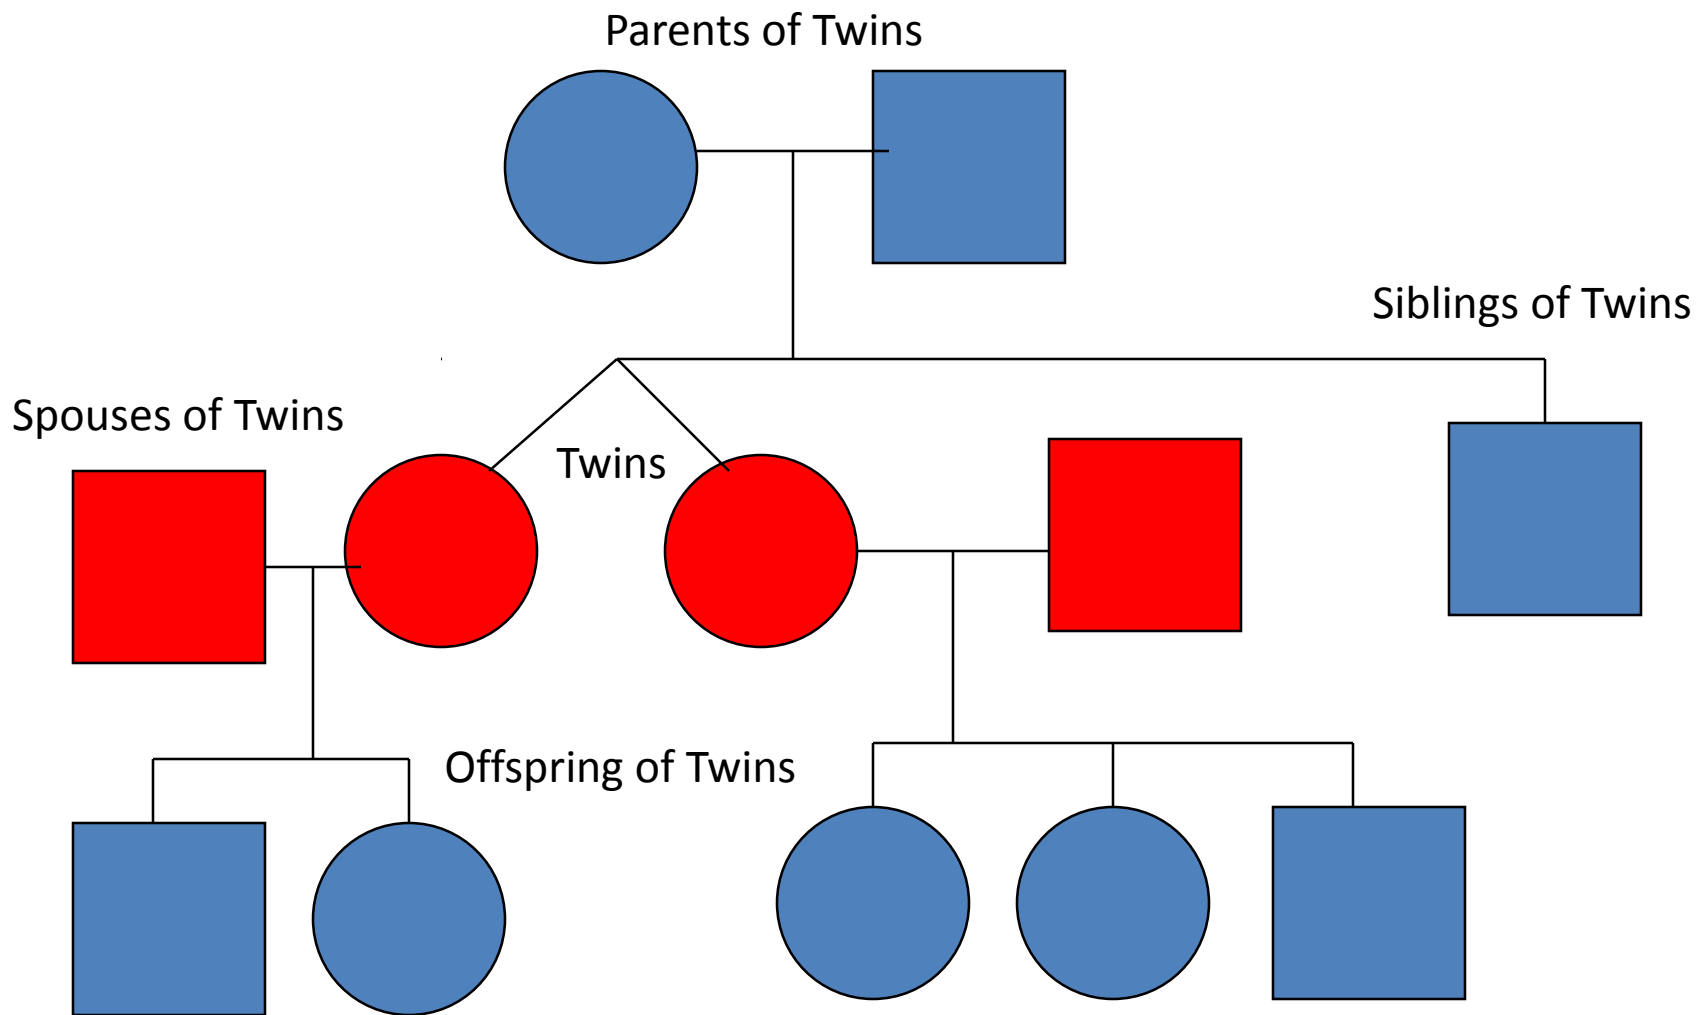 Parents of Twins
Siblings of Twins
Spouses of Twins
Twins
Offspring of Twins